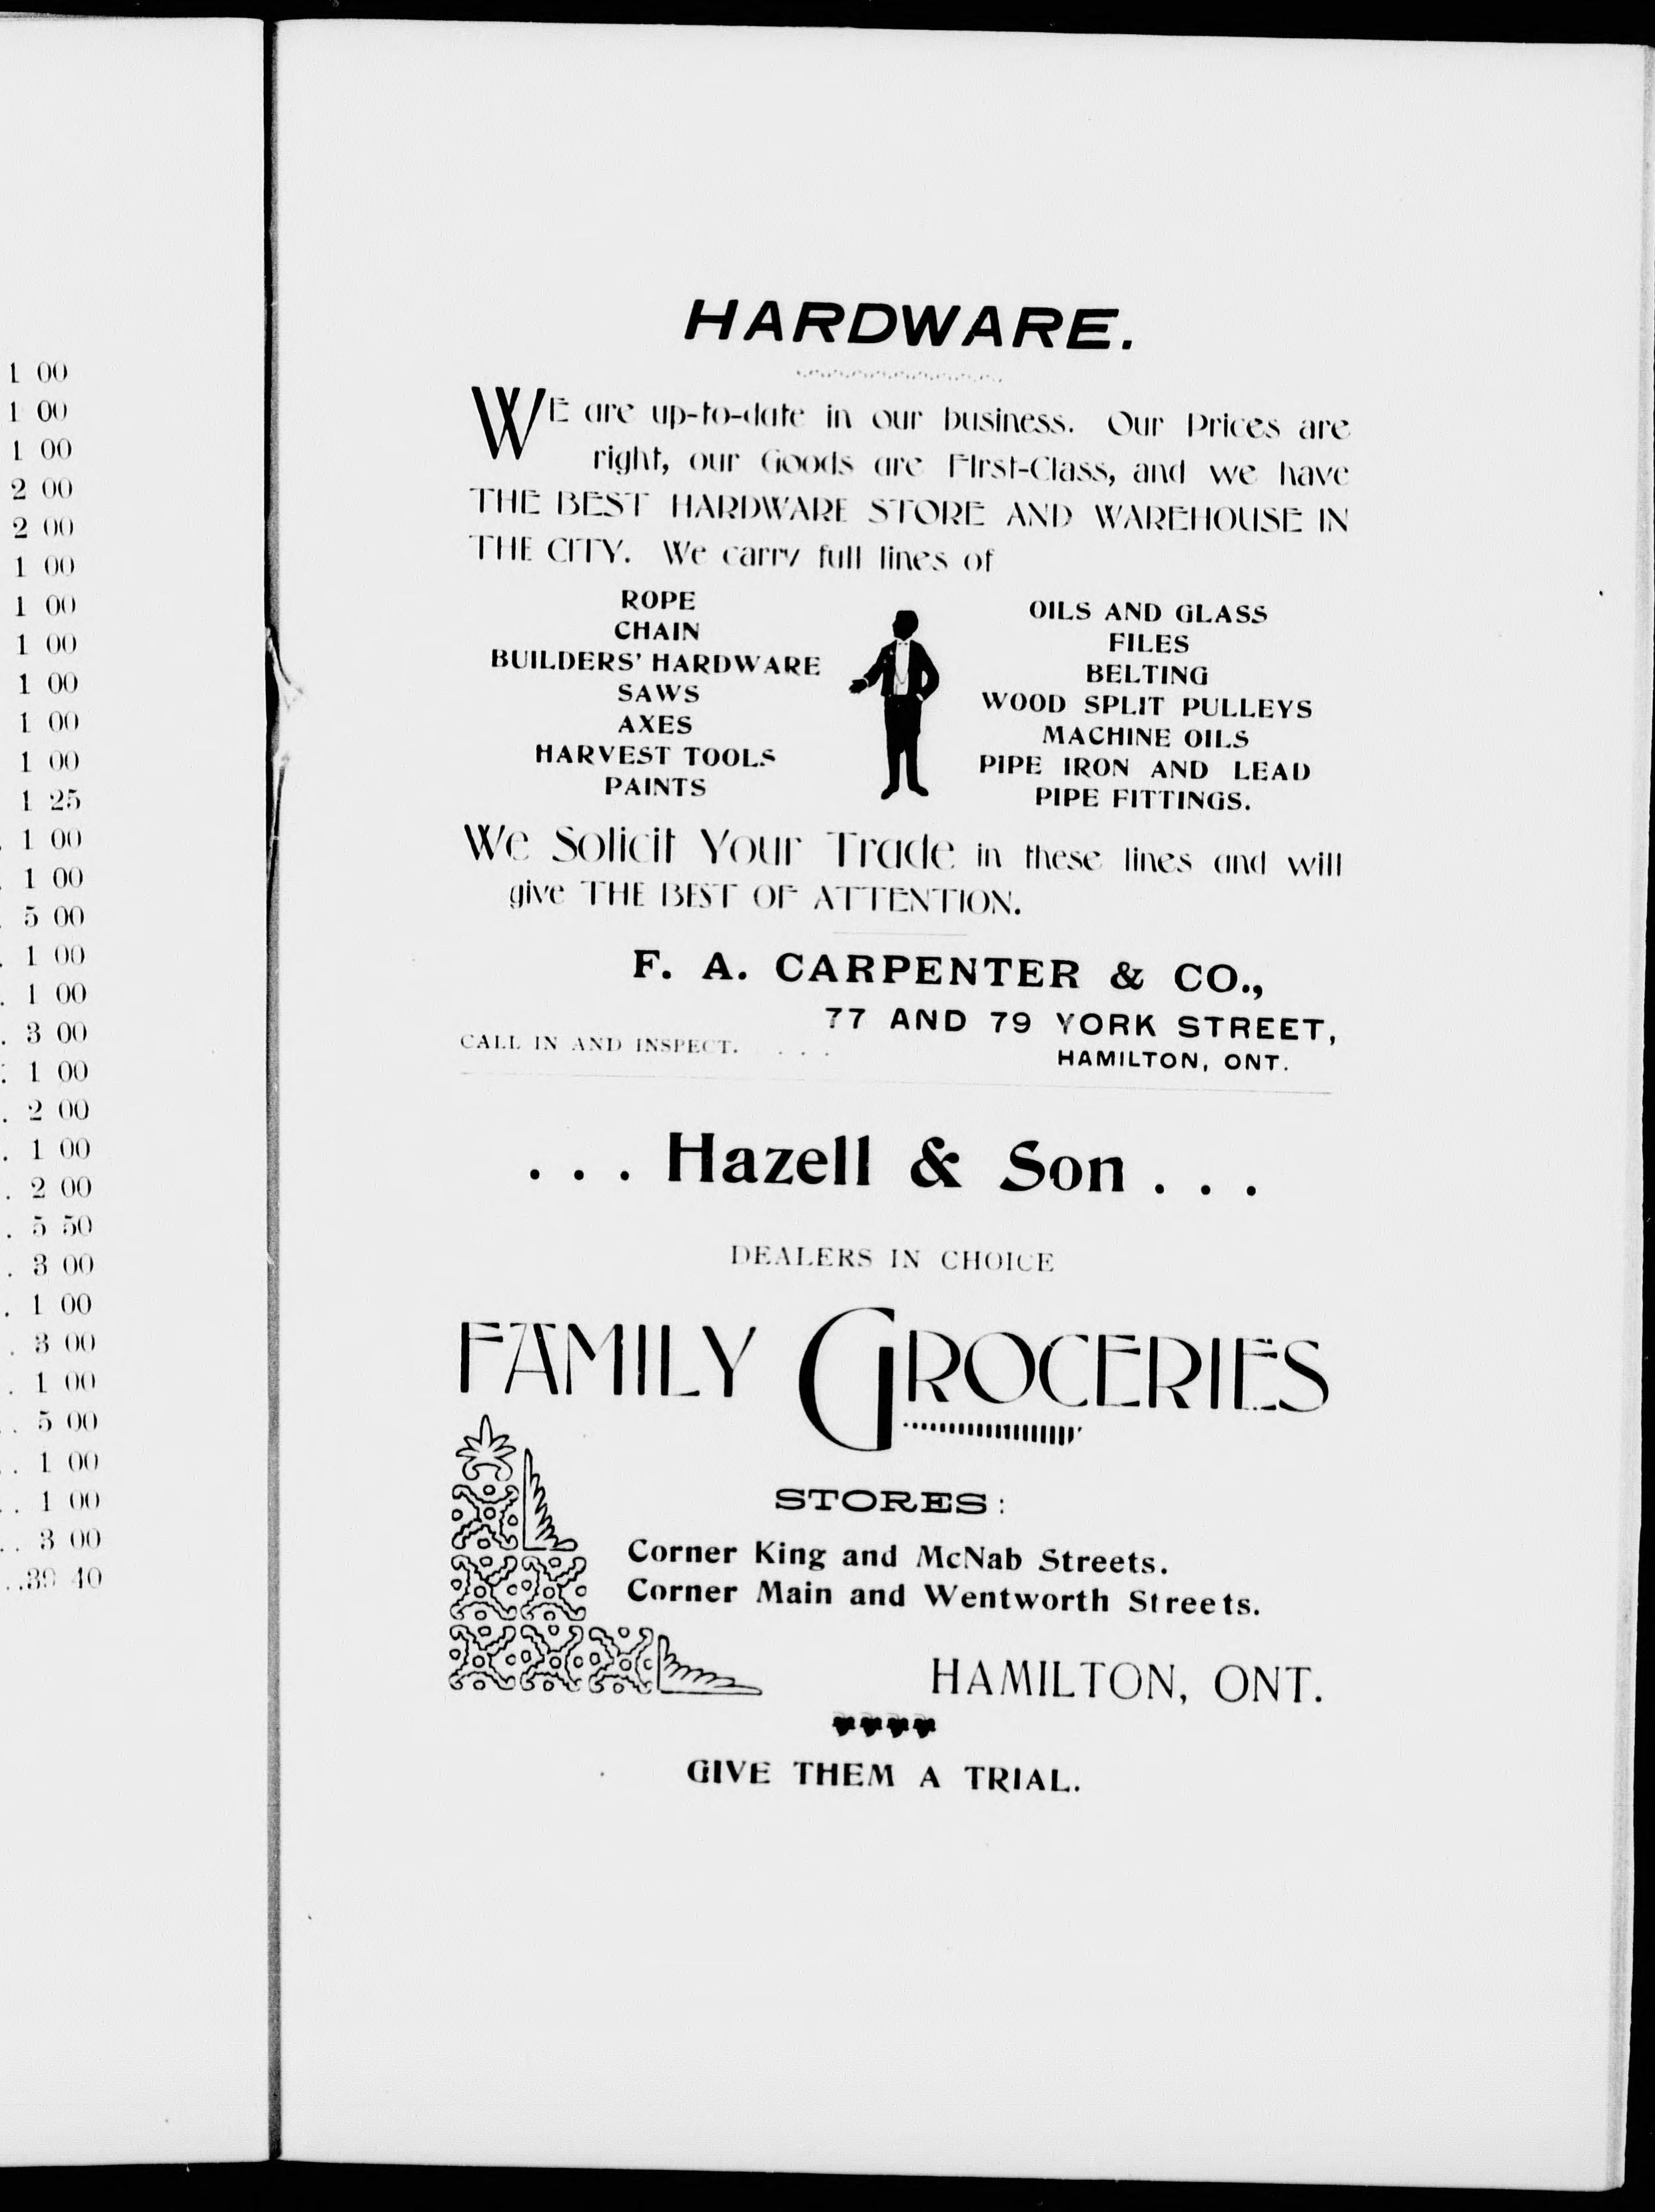 1 00
1 00
1 00
2 00
2 00
1 00
1 00
1 00
1 00
1 00
1 00
1 25
. 1 00
. 1 00
. 5 00
. 1 00
. 1 00
. 3 00
. 1 00
. 2 00
. 1 00
. 2 00
. 5 50
. 3 00
. 1 00
. 3 00
. 1 00
. . 5 00
. . 1 00
. . 1 00
. . 3 00
. . 39 40
HARDWARE.
WE are up-to-date in our business. Our Prices are
right, our Goods are First-Class, and we have
THE BEST HARDWARE STORE AND WAREHOUSE IN
THE CITY. We carry full lines of
ROPE
CHAIN
BUILDERS' HARDWARE
SAWS
AXES
HARVEST TOOLS
PAINTS
OILS AND GLASS
FILES
BELTING
WOOD SPLIT PULLEYS
MACHINE OILS
PIPE IRON AND LEAD
PIPE FITTINGS.
We Solicit Your Trade in these lines and will
give THE BEST OF ATTENTION.
F. A. CARPENTER & CO.,
77 AND 79 YORK STREET,
CALL IN AND INSPECT. . . . .
HAMILTON, ONT.
. . . Hazell & Son . . .
DEALERS IN CHOICE
FAMILY GROCERIES
STORES:
Corner King and McNab Streets.
Corner Main and Wentworth Streets.
HAMILTON, ONT.
GIVE THEM A TRIAL.